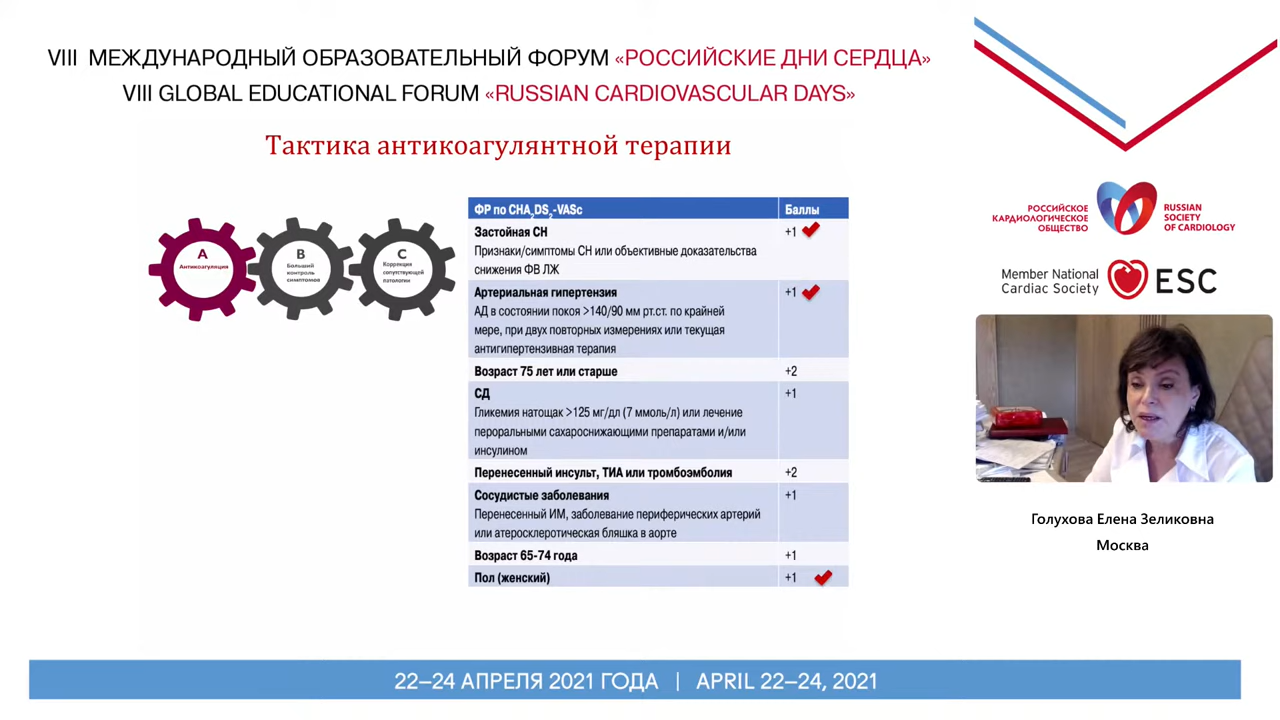 VIII МЕЖДУНАРОДНЫЙ ОБРАЗОВАТЕЛЬНЫЙ ФОРУМ «РОССИЙСКИЕ ДНИ СЕРДЦА»
VIII GLOBAL EDUCATIONAL FORUM «RUSSIAN CARDIOVASCULAR DAYS»
Тактика антикоагулянтной терапии
A
Антикоагуляция
B
Больший
контроль
симптомов
C
Коррекция
сопутствующей
патологии
ФР по CHA2DS2-VASc Баллы
Застойная СН +1
Признаки/симптомы СН или объективные доказательства
снижения ФВ ЛЖ
Артериальная гипертензия +1
АД в состоянии покоя >140/90 мм рт.ст. по крайней
мере, при двух повторных измерениях или текущая
антигипертензивная терапия
Возраст 75 лет или старше +2
СД +1
Гликемия натощак >125 мг/дл (7 ммоль/л) или лечение
пероральными сахароснижающими препаратами и/или
инсулином
Перенесенный инсульт, ТИА или тромбоэмболия +2
Сосудистые заболевания +1
Перенесенный ИМ, заболевание периферических артерий
или атеросклеротическая бляшка в аорте
Возраст 65-74 года +1
Пол (женский) +1
РОССИЙСКОЕ
КАРДИОЛОГИЧЕСКОЕ
ОБЩЕСТВО
RUSSIAN
SOCIETY
OF CARDIOLOGY
Member National
Cardiac Society
ESC
Голухова Елена Зеликовна
Москва
22–24 АПРЕЛЯ 2021 ГОДА | APRIL 22–24, 2021